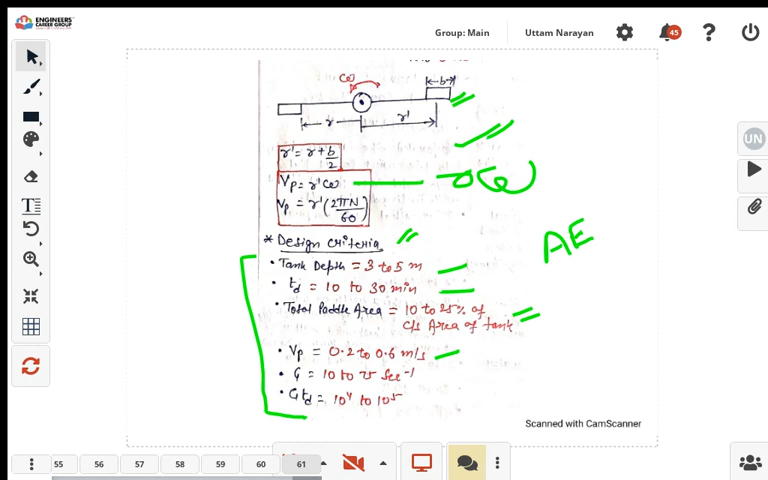 ENGINEERS
CAREER GROUP
Group: Main
Uttam Narayan
45
UN
ω
b
r
r'
r' = r + b/2
Vp = r'ω
rω
Vp = r' (2πN/60)
* Design criteria
AE
• Tank Depth = 3 to 5 m
• td = 10 to 30 min
• Total Paddle Area = 10 to 25% of
c/s Area of tank
• Vp = 0.2 to 0.6 m/s
• G = 10 to 75 sec⁻¹
• Gtd = 10⁴ to 10⁵
Scanned with CamScanner
55 56 57 58 59 60 61